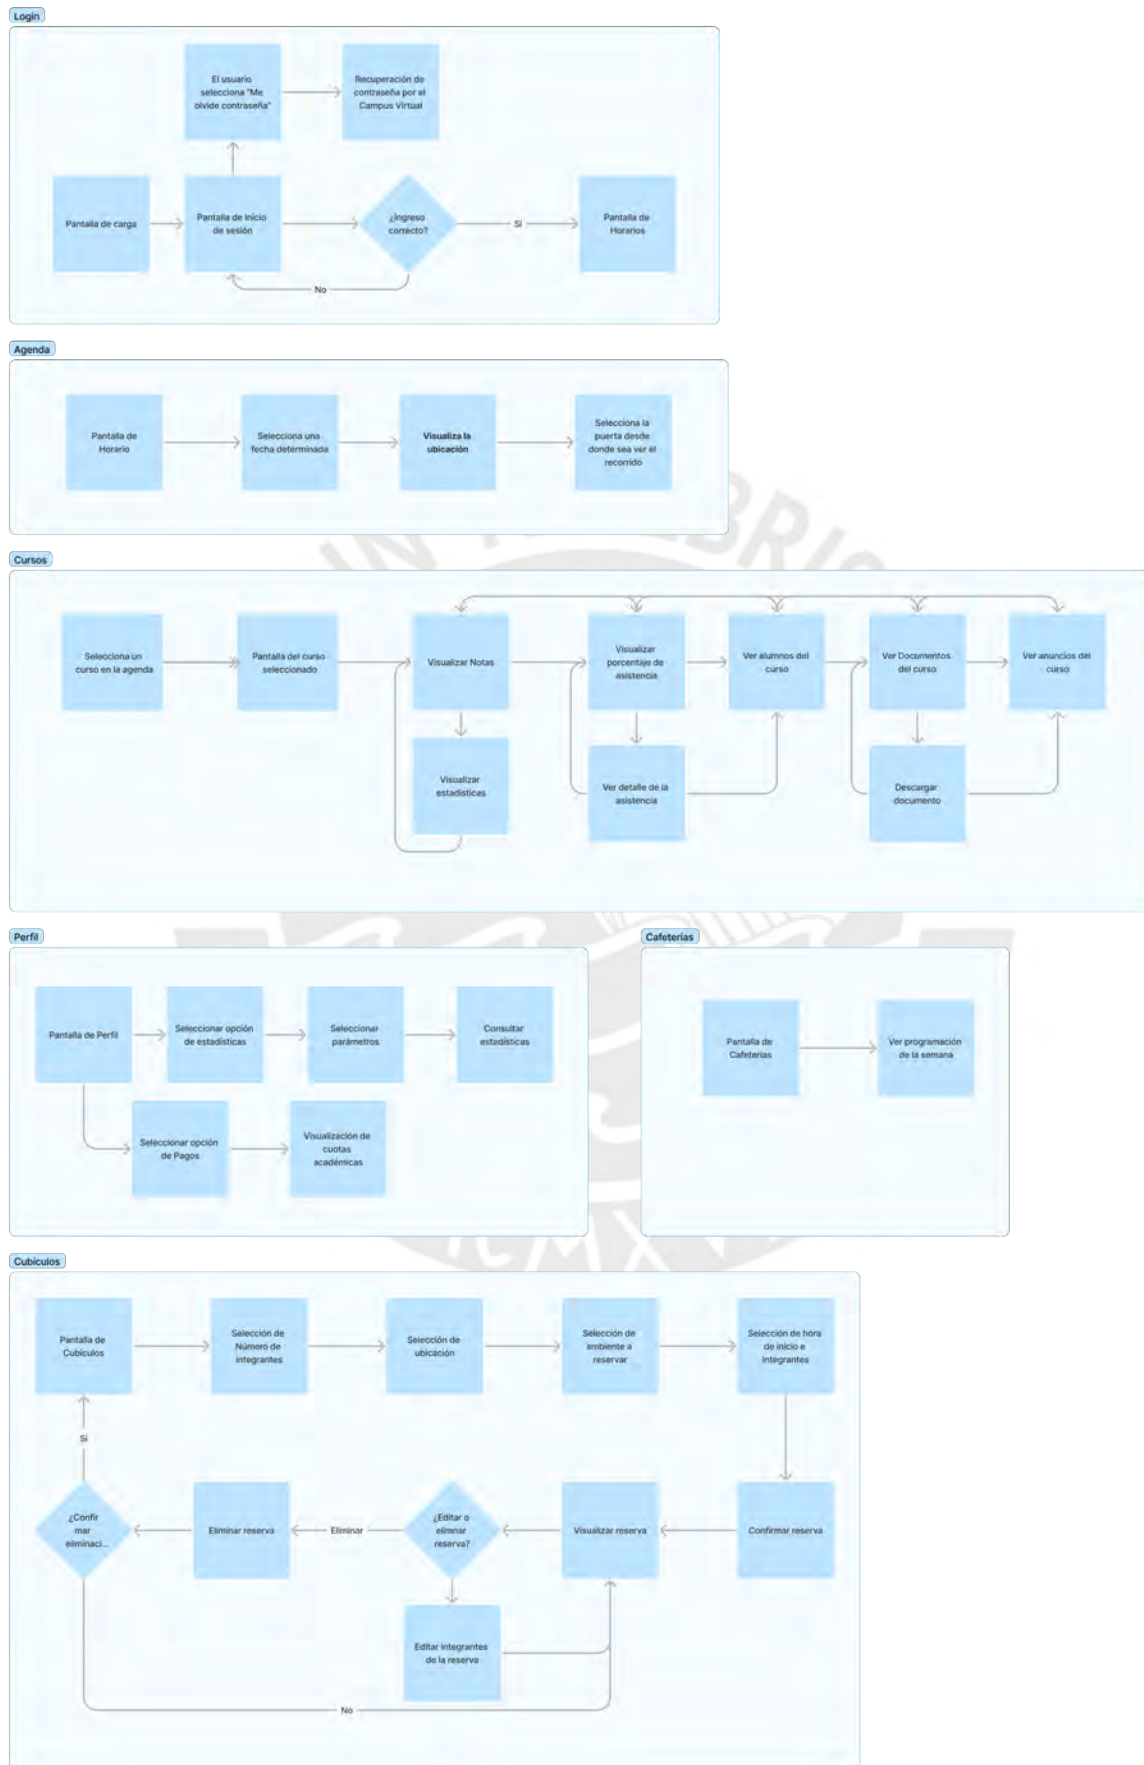 Login
El usuario
selecciona "Me
olvide contraseña"
Recuperación de
contraseña por el
Campus Virtual
Pantalla de carga
Pantalla de Inicio
de sesión
¿Ingreso
correcto?
Si
Pantalla de
Horarios
No
Agenda
Pantalla de
Horario
Selecciona una
fecha determinada
Visualiza la
ubicación
Selecciona la
puerta desde
donde sea ver el
recorrido
Cursos
Selecciona un
curso en la agenda
Pantalla del curso
seleccionado
Visualizar Notas
Visualizar
porcentaje de
asistencia
Ver alumnos del
curso
Ver Documentos
del curso
Ver anuncios del
curso
Visualizar
estadísticas
Ver detalle de la
asistencia
Descargar
documento
Perfil
Pantalla de Perfil
Seleccionar opción
de estadísticas
Seleccionar
parámetros
Consultar
estadísticas
Seleccionar opción
de Pagos
Visualización de
cuotas
académicas
Cafeterías
Pantalla de
Cafeterías
Ver programación
de la semana
Cubículos
Pantalla de
Cubículos
Selección de
Número de
integrantes
Selección de
ubicación
Selección de
ambiente a
reservar
Selección de hora
de inicio e
integrantes
Si
¿Confir
mar
eliminaci...
Eliminar reserva
Eliminar
¿Editar o
elimnar
reserva?
Visualizar reserva
Confirmar reserva
Editar integrantes
de la reserva
No